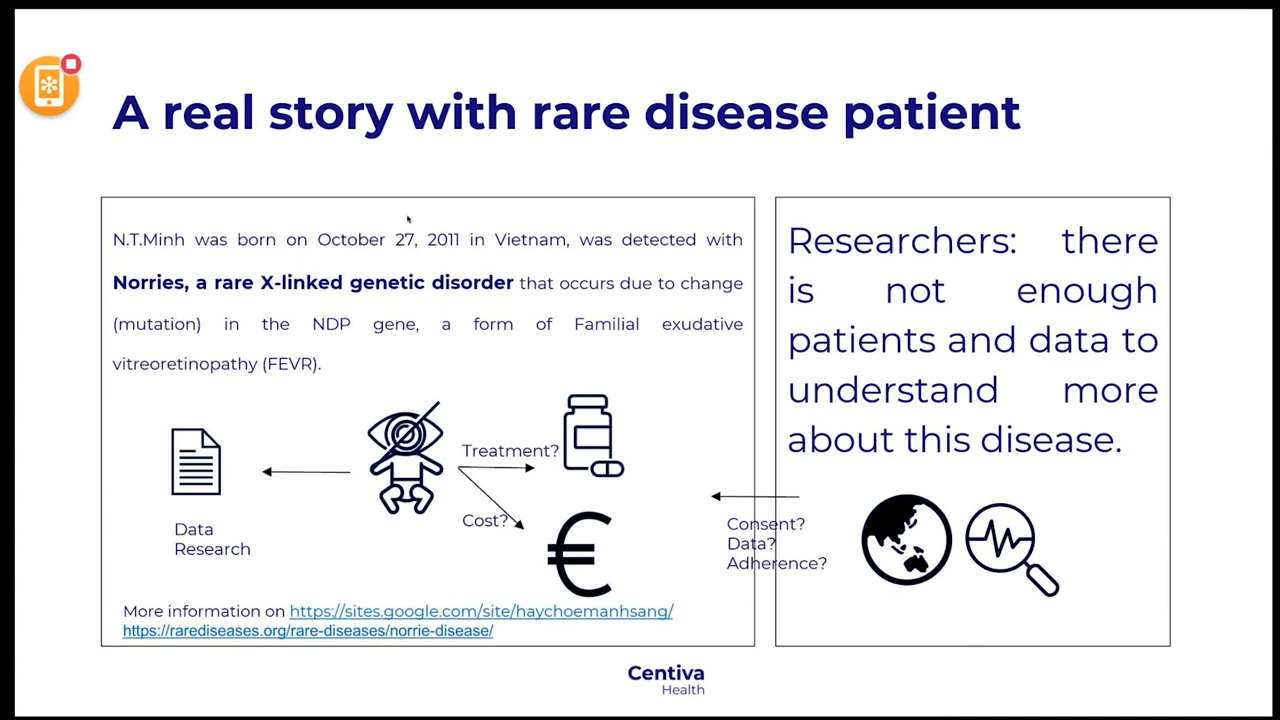 A real story with rare disease patient
N.T.Minh was born on October 27, 2011 in Vietnam, was detected with
Norries, a rare X-linked genetic disorder that occurs due to change
(mutation) in the NDP gene, a form of Familial exudative
vitreoretinopathy (FEVR).
Treatment?
Cost?
Data
Research
€
More information on https://sites.google.com/site/haychoemanhsang/
https://rarediseases.org/rare-diseases/norrie-disease/
Researchers: there
is not enough
patients and data to
understand more
about this disease.
Consent?
Data?
Adherence?
Centiva
Health